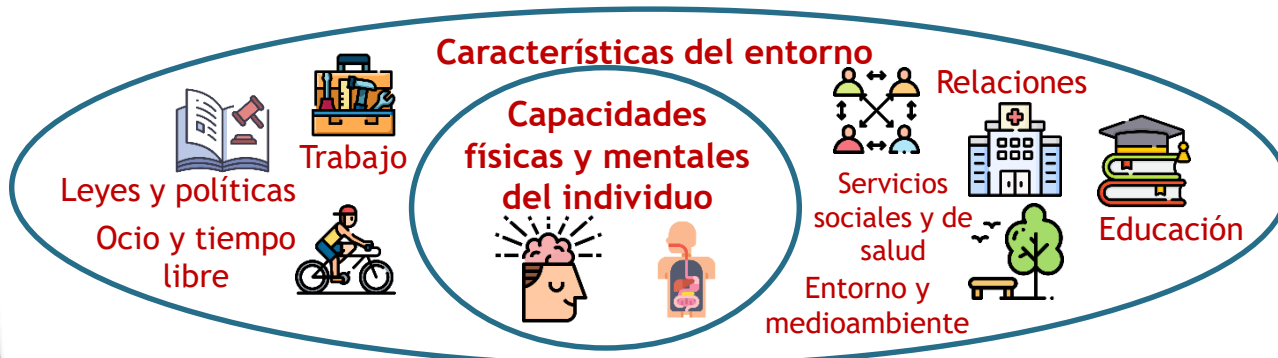 Características del entorno
Capacidades
físicas y mentales
del individuo
Leyes y políticas
Trabajo
Ocio y tiempo
libre
Relaciones
Servicios
sociales y de
salud
Educación
Entorno y
medioambiente